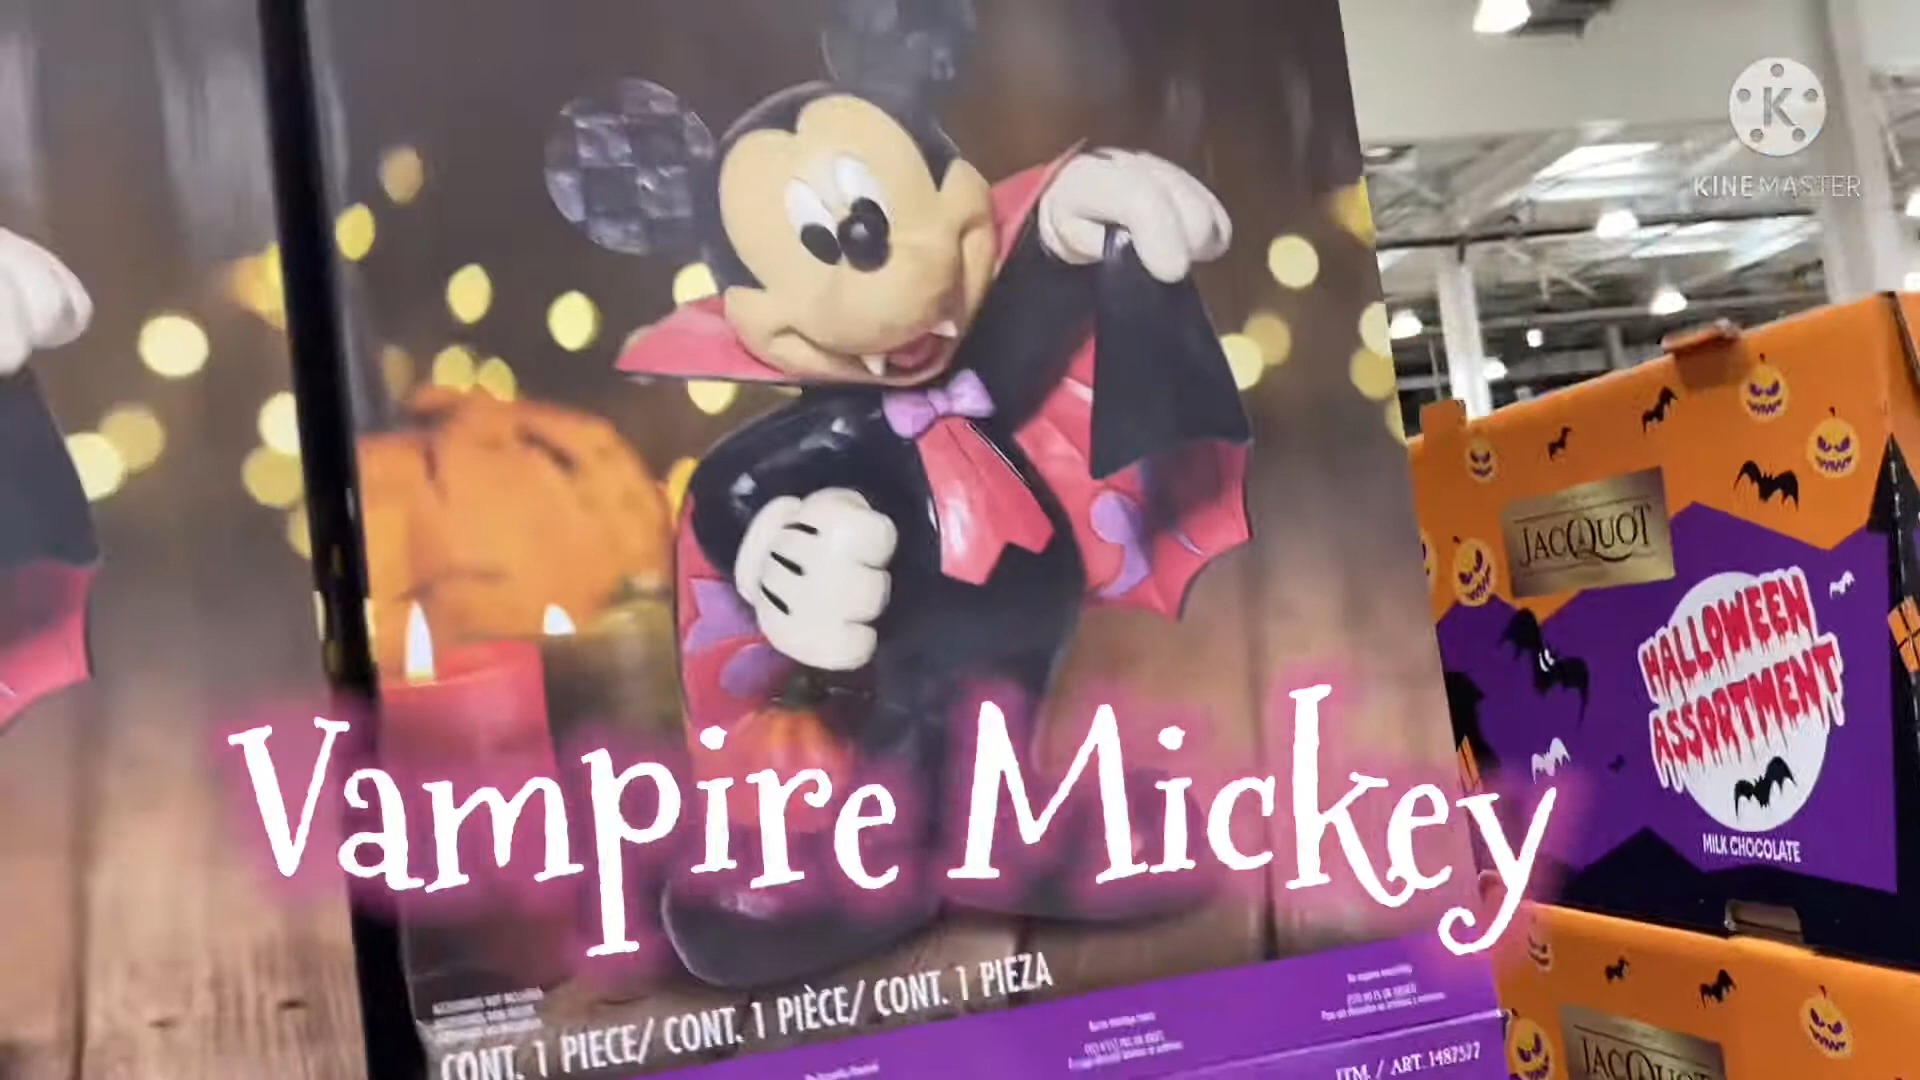 K
KINEMASTER
JACQUOT
HALLOWEEN
ASSORTMENT
MILK CHOCOLATE
Vampire Mickey
CONT. 1 PIECE/ CONT. 1 PIÈCE/ CONT. 1 PIEZA
ITM. / ART. 1487577
JACQUOT